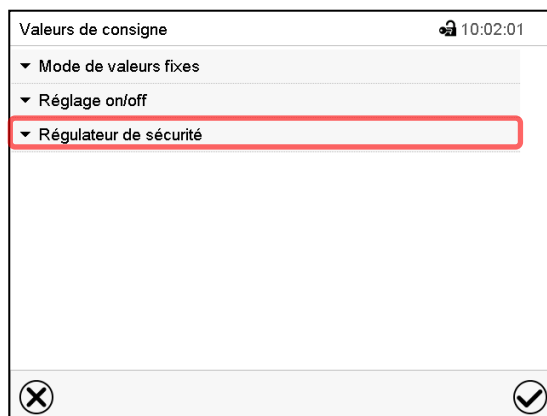 Valeurs de consigne 10:02:01
Mode de valeurs fixes
Réglage on/off
Régulateur de sécurité